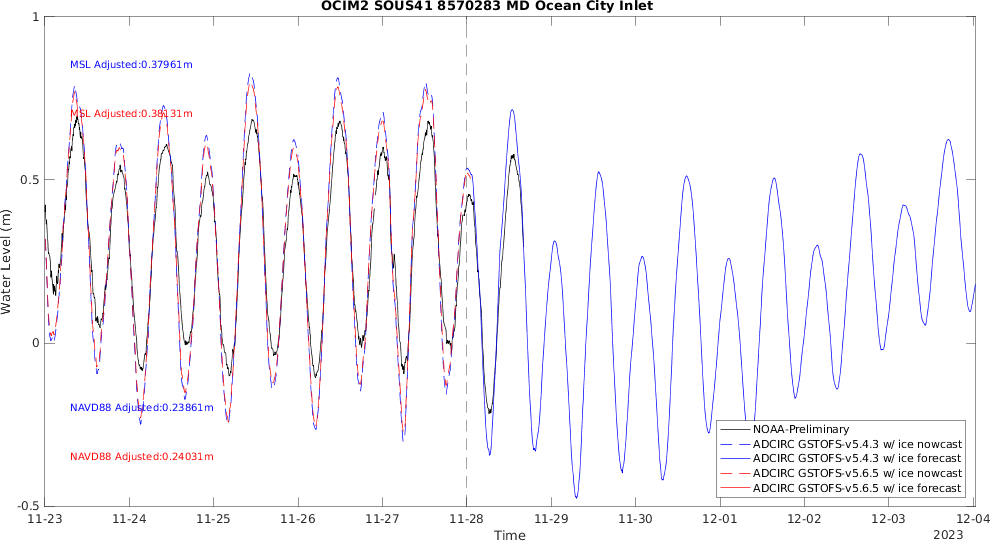 OCIM2 SOUS41 8570283 MD Ocean City Inlet
1
0.5
0
-0.5
Water Level (m)
MSL Adjusted:0.37961m
MSL Adjusted:0.38131m
NAVD88 Adjusted:0.23861m
NAVD88 Adjusted:0.24031m
NOAA-Preliminary
ADCIRC GSTOFS-v5.4.3 w/ ice nowcast
ADCIRC GSTOFS-v5.4.3 w/ ice forecast
ADCIRC GSTOFS-v5.6.5 w/ ice nowcast
ADCIRC GSTOFS-v5.6.5 w/ ice forecast
11-23 11-24 11-25 11-26 11-27 11-28 11-29 11-30 12-01 12-02 12-03 12-04
Time
2023